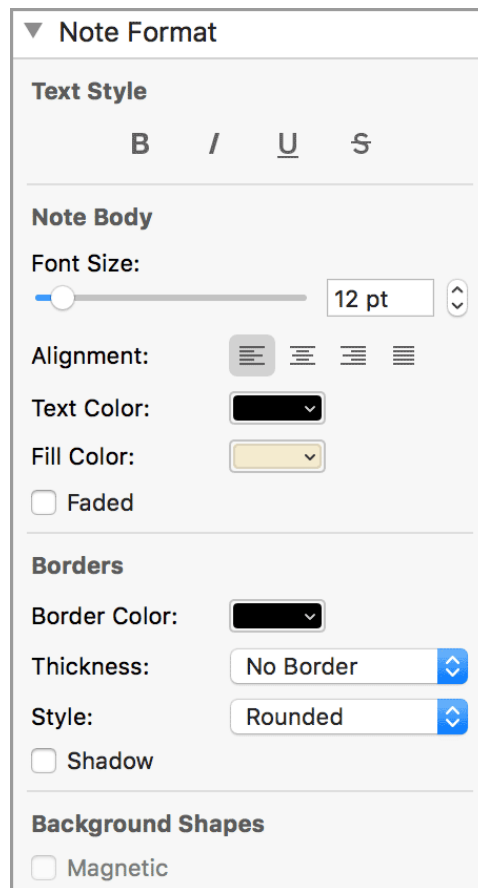 Note Format
Text Style
B I U S
Note Body
Font Size:
12 pt
Alignment:
Text Color:
Fill Color:
Faded
Borders
Border Color:
Thickness: No Border
Style: Rounded
Shadow
Background Shapes
Magnetic